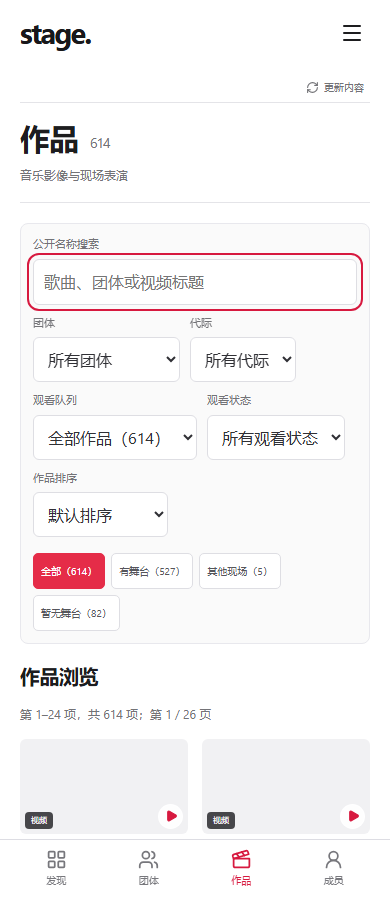 stage.
更新内容
作品 614
音乐影像与现场表演
公开名称搜索
歌曲、团体或视频标题
团体 代际
所有团体 所有代际
观看队列 观看状态
全部作品（614） 所有观看状态
作品排序
默认排序
全部（614） 有舞台（527） 其他现场（5）
暂无舞台（82）
作品浏览
第 1–24 项，共 614 项；第 1 / 26 页
视频 视频
发现 团体 作品 成员